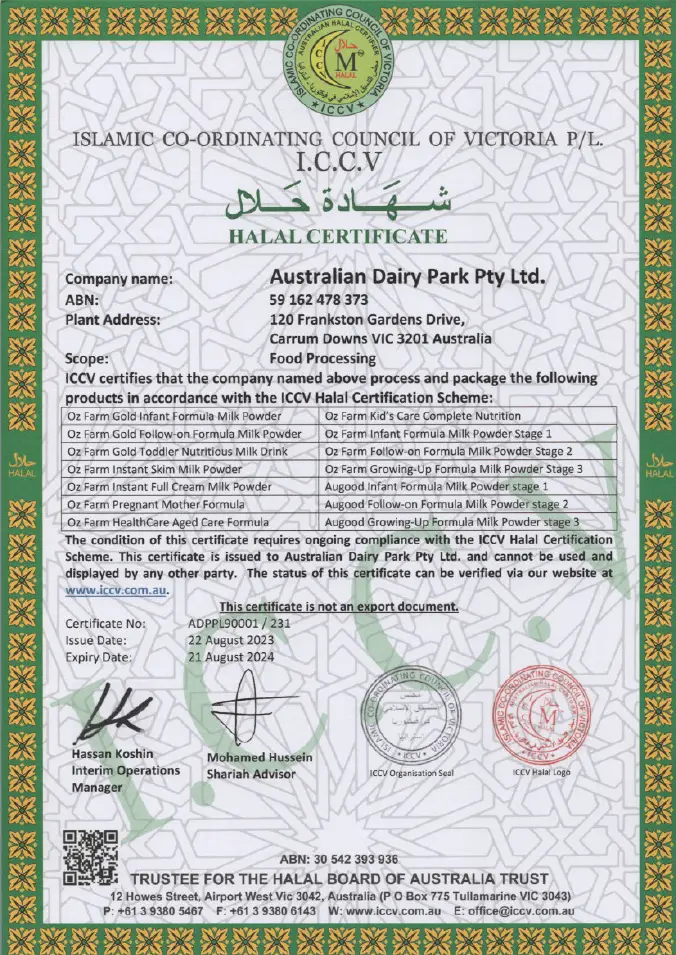 ISLAMIC CO-ORDINATING COUNCIL OF VICTORIA
AUSTRALIAN HALAL CERTIFIER
حلال
M
HALAL
ICCV
ISLAMIC CO-ORDINATING COUNCIL OF VICTORIA P/L.
I.C.C.V
شهادة حلال
HALAL CERTIFICATE
Company name: Australian Dairy Park Pty Ltd.
ABN: 59 162 478 373
Plant Address: 120 Frankston Gardens Drive,
Carrum Downs VIC 3201 Australia
Scope: Food Processing
ICCV certifies that the company named above process and package the following
products in accordance with the ICCV Halal Certification Scheme:
Oz Farm Gold Infant Formula Milk Powder Oz Farm Kid's Care Complete Nutrition
Oz Farm Gold Follow-on Formula Milk Powder Oz Farm Infant Formula Milk Powder Stage 1
Oz Farm Gold Toddler Nutritious Milk Drink Oz Farm Follow-on Formula Milk Powder Stage 2
Oz Farm Instant Skim Milk Powder Oz Farm Growing-Up Formula Milk Powder Stage 3
Oz Farm Instant Full Cream Milk Powder Augood Infant Formula Milk Powder stage 1
Oz Farm Pregnant Mother Formula Augood Follow-on Formula Milk Powder stage 2
Oz Farm HealthCare Aged Care Formula Augood Growing-Up Formula Milk Powder stage 3
حلال
HALAL
حلال
HALAL
The condition of this certificate requires ongoing compliance with the ICCV Halal Certification
Scheme. This certificate is issued to Australian Dairy Park Pty Ltd. and cannot be used and
displayed by any other party. The status of this certificate can be verified via our website at
www.iccv.com.au.
This certificate is not an export document.
Certificate No: ADPPL90001 / 231
Issue Date: 22 August 2023
Expiry Date: 21 August 2024
I.C.C.V
ISLAMIC CO-ORDINATING COUNCIL OF VICTORIA
ICCV
ISLAMIC CO-ORDINATING COUNCIL OF VICTORIA
M
ICCV
Hassan Koshin
Interim Operations
Manager
Mohamed Hussein
Shariah Advisor
ICCV Organisation Seal
ICCV Halal Logo
ABN: 30 542 393 936
TRUSTEE FOR THE HALAL BOARD OF AUSTRALIA TRUST
12 Howes Street, Airport West Vic 3042, Australia (P O Box 775 Tullamarine VIC 3043)
P: +61 3 9380 5467 F: +61 3 9380 6143 W: www.iccv.com.au E: office@iccv.com.au